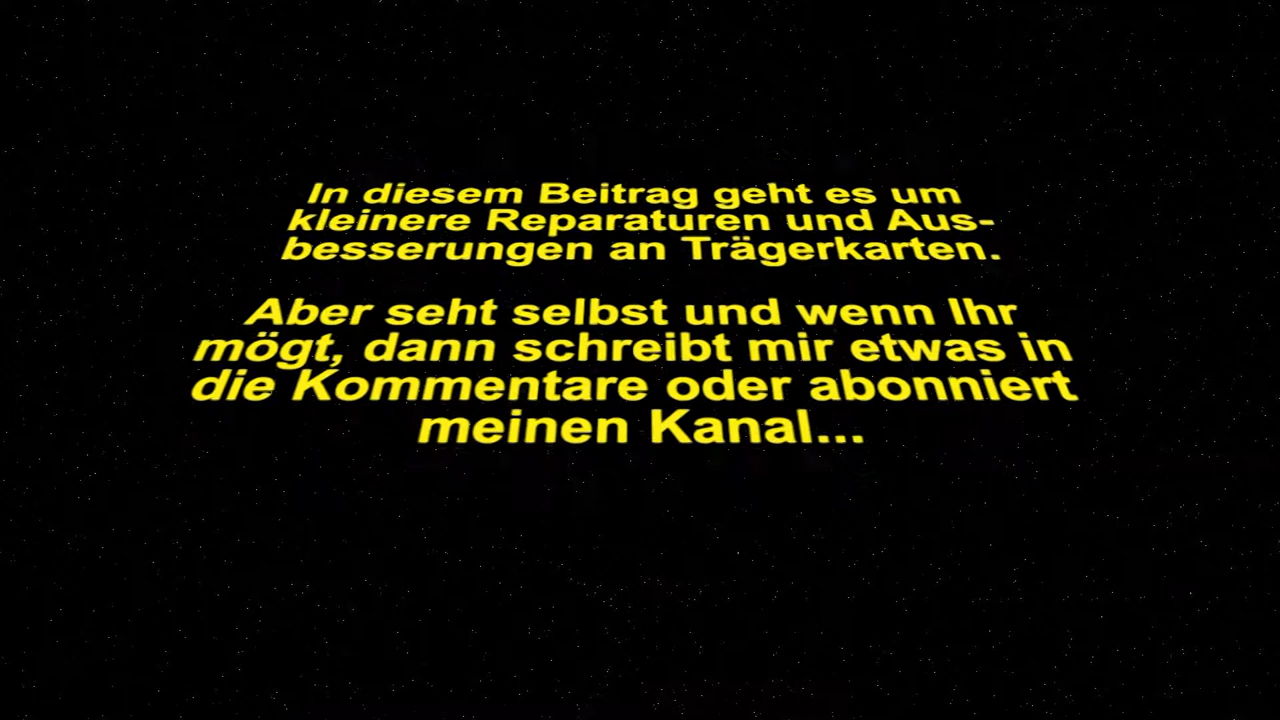 In diesem Beitrag geht es um
kleinere Reparaturen und Aus-
besserungen an Trägerkarten.
Aber seht selbst und wenn Ihr
mögt, dann schreibt mir etwas in
die Kommentare oder abonniert
meinen Kanal...